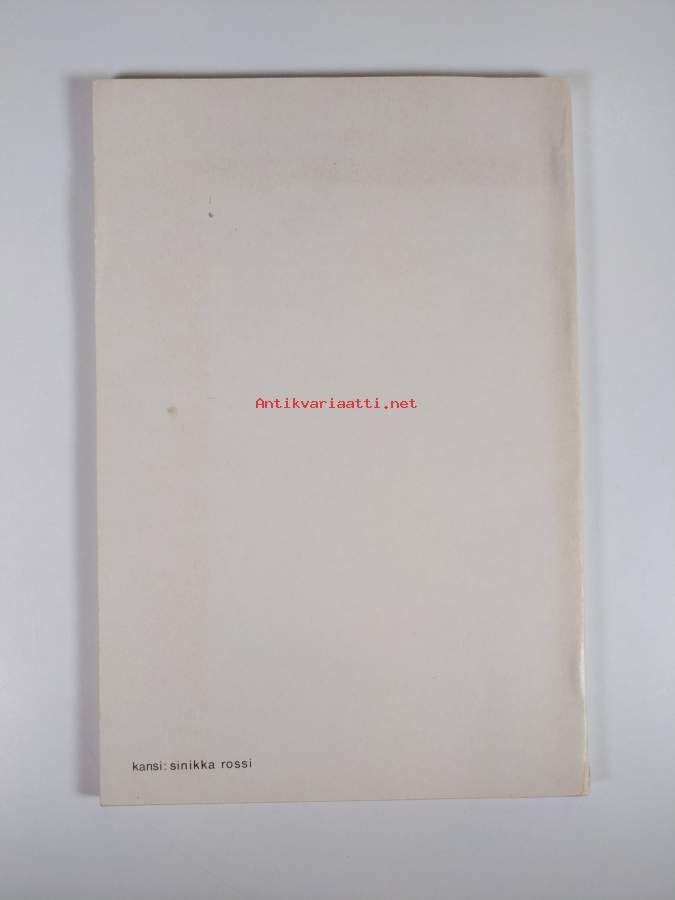 Antikvariaatti.net
kansi: sinikka rossi